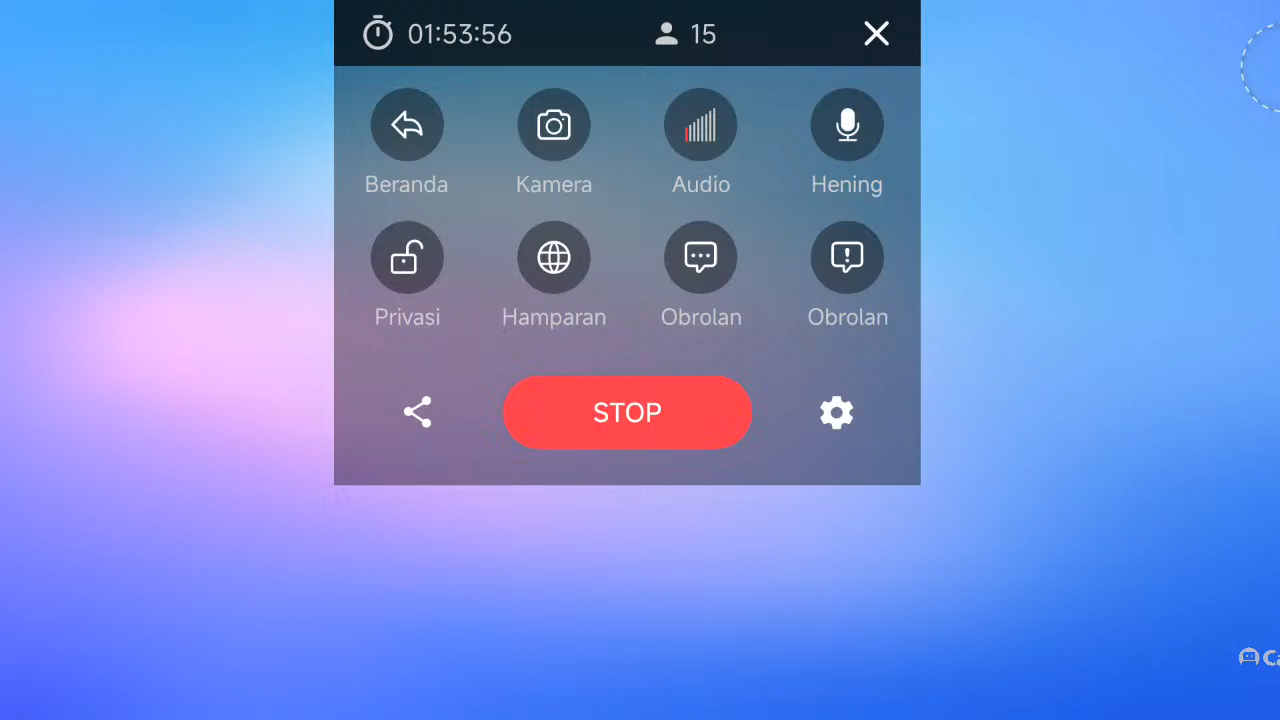 01:53:56 15
Beranda Kamera Audio Hening
Privasi Hamparan Obrolan Obrolan
STOP